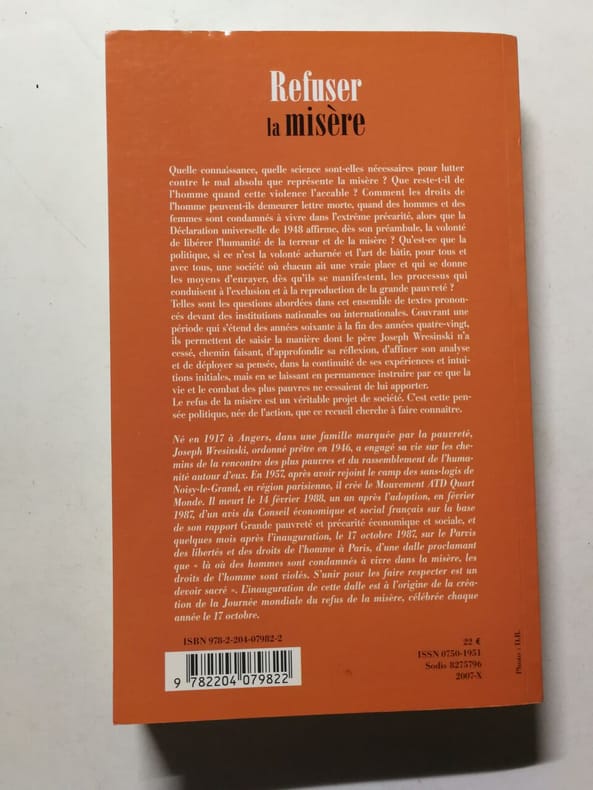 Refuser
la misère
Quelle connaissance, quelle science sont-elles nécessaires pour lutter
contre le mal absolu que représente la misère ? Que reste-t-il de
l'homme quand cette violence l'accable ? Comment les droits de
l'homme peuvent-ils demeurer lettre morte, quand des hommes et des
femmes sont condamnés à vivre dans l'extrême précarité, alors que la
Déclaration universelle de 1948 affirme, dès son préambule, la volonté
de libérer l'humanité de la terreur et de la misère ? Qu'est-ce que la
politique, si ce n'est la volonté acharnée et l'art de bâtir, pour tous et
avec tous, une société où chacun ait une vraie place et qui se donne
les moyens d'enrayer, dès qu'ils se manifestent, les processus qui
conduisent à l'exclusion et à la reproduction de la grande pauvreté ?
Telles sont les questions abordées dans cet ensemble de textes pronon-
cés devant des institutions nationales ou internationales. Couvrant une
période qui s'étend des années soixante à la fin des années quatre-vingt,
ils permettent de saisir la manière dont le père Joseph Wresinski n'a
cessé, chemin faisant, d'approfondir sa réflexion, d'affiner son analyse
et de déployer sa pensée, dans la continuité de ses expériences et intui-
tions initiales, mais en se laissant en permanence instruire par ce que la
vie et le combat des plus pauvres ne cessaient de lui apporter.
Le refus de la misère est un véritable projet de société. C'est cette pen-
sée politique, née de l'action, que ce recueil cherche à faire connaître.
Né en 1917 à Angers, dans une famille marquée par la pauvreté,
Joseph Wresinski, ordonné prêtre en 1946, a engagé sa vie sur les che-
mins de la rencontre des plus pauvres et du rassemblement de l'huma-
nité autour d'eux. En 1957, après avoir rejoint le camp des sans-logis de
Noisy-le-Grand, en région parisienne, il crée le Mouvement ATD Quart
Monde. Il meurt le 14 février 1988, un an après l'adoption, en février
1987, d'un avis du Conseil économique et social français sur la base
de son rapport Grande pauvreté et précarité économique et sociale, et
quelques mois après l'inauguration, le 17 octobre 1987, sur le Parvis
des libertés et des droits de l'homme à Paris, d'une dalle proclamant
que « là où des hommes sont condamnés à vivre dans la misère, les
droits de l'homme sont violés. S'unir pour les faire respecter est un
devoir sacré ». L'inauguration de cette dalle est à l'origine de la créa-
tion de la Journée mondiale du refus de la misère, célébrée chaque
année le 17 octobre.
ISBN 978-2-204-07982-2
9 782204 079822
22 €
ISSN 0750-1951
Sodis 8275796
2007-X
Photo : D.R.